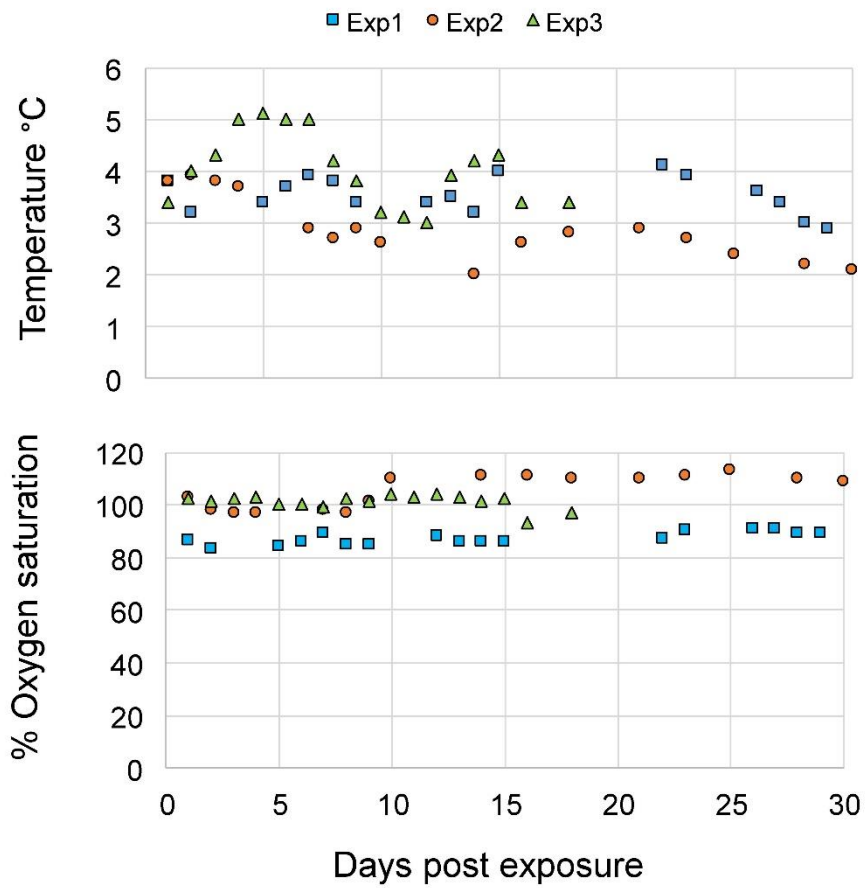 Exp1 Exp2 Exp3
Temperature °C
6
5
4
3
2
1
0
% Oxygen saturation
120
100
80
60
40
20
0
0 5 10 15 20 25 30
Days post exposure